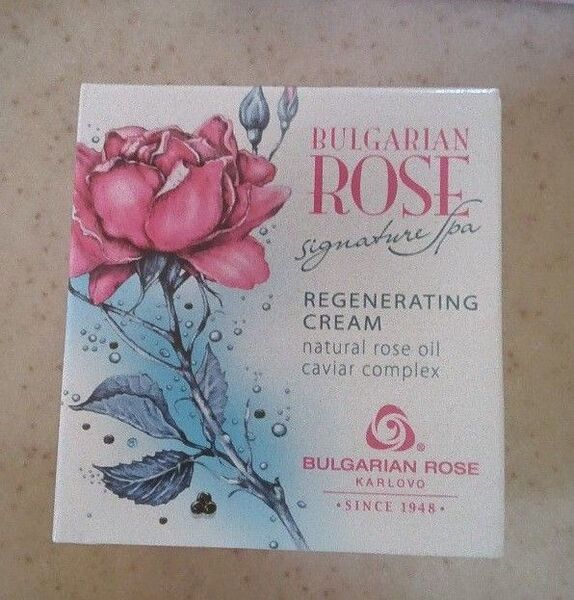 BULGARIAN
ROSE
signature Spa
REGENERATING
CREAM
natural rose oil
caviar complex
®
BULGARIAN ROSE
KARLOVO
• SINCE 1948 •